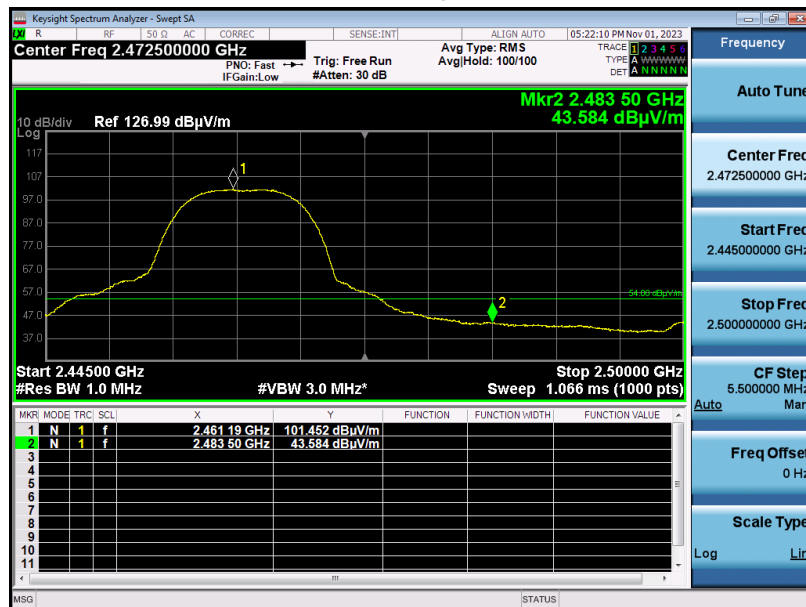 Keysight Spectrum Analyzer - Swept SA
LXI R RF 50 Ω AC CORREC SENSE:INT ALIGN AUTO 05:22:10 PM Nov 01, 2023
Center Freq 2.472500000 GHz
PNO: Fast
IFGain:Low
Trig: Free Run
#Atten: 30 dB
Avg Type: RMS
Avg|Hold: 100/100
TRACE 1 2 3 4 5 6
TYPE A WWWWW
DET A N N N N N
Mkr2 2.483 50 GHz
43.584 dBµV/m
10 dB/div Ref 126.99 dBµV/m
Log
117
107
97.0
87.0
77.0
67.0
57.0
47.0
37.0
1
2
54.00 dBµV/m
Start 2.44500 GHz Stop 2.50000 GHz
#Res BW 1.0 MHz #VBW 3.0 MHz* Sweep 1.066 ms (1000 pts)
MKR MODE TRC SCL X Y FUNCTION FUNCTION WIDTH FUNCTION VALUE
1 N 1 f 2.461 19 GHz 101.452 dBµV/m
2 N 1 f 2.483 50 GHz 43.584 dBµV/m
3
4
5
6
7
8
9
10
11
MSG STATUS
Frequency
Auto Tune
Center Freq
2.472500000 GHz
Start Freq
2.445000000 GHz
Stop Freq
2.500000000 GHz
CF Step
5.500000 MHz
Auto Man
Freq Offset
0 Hz
Scale Type
Log Lin